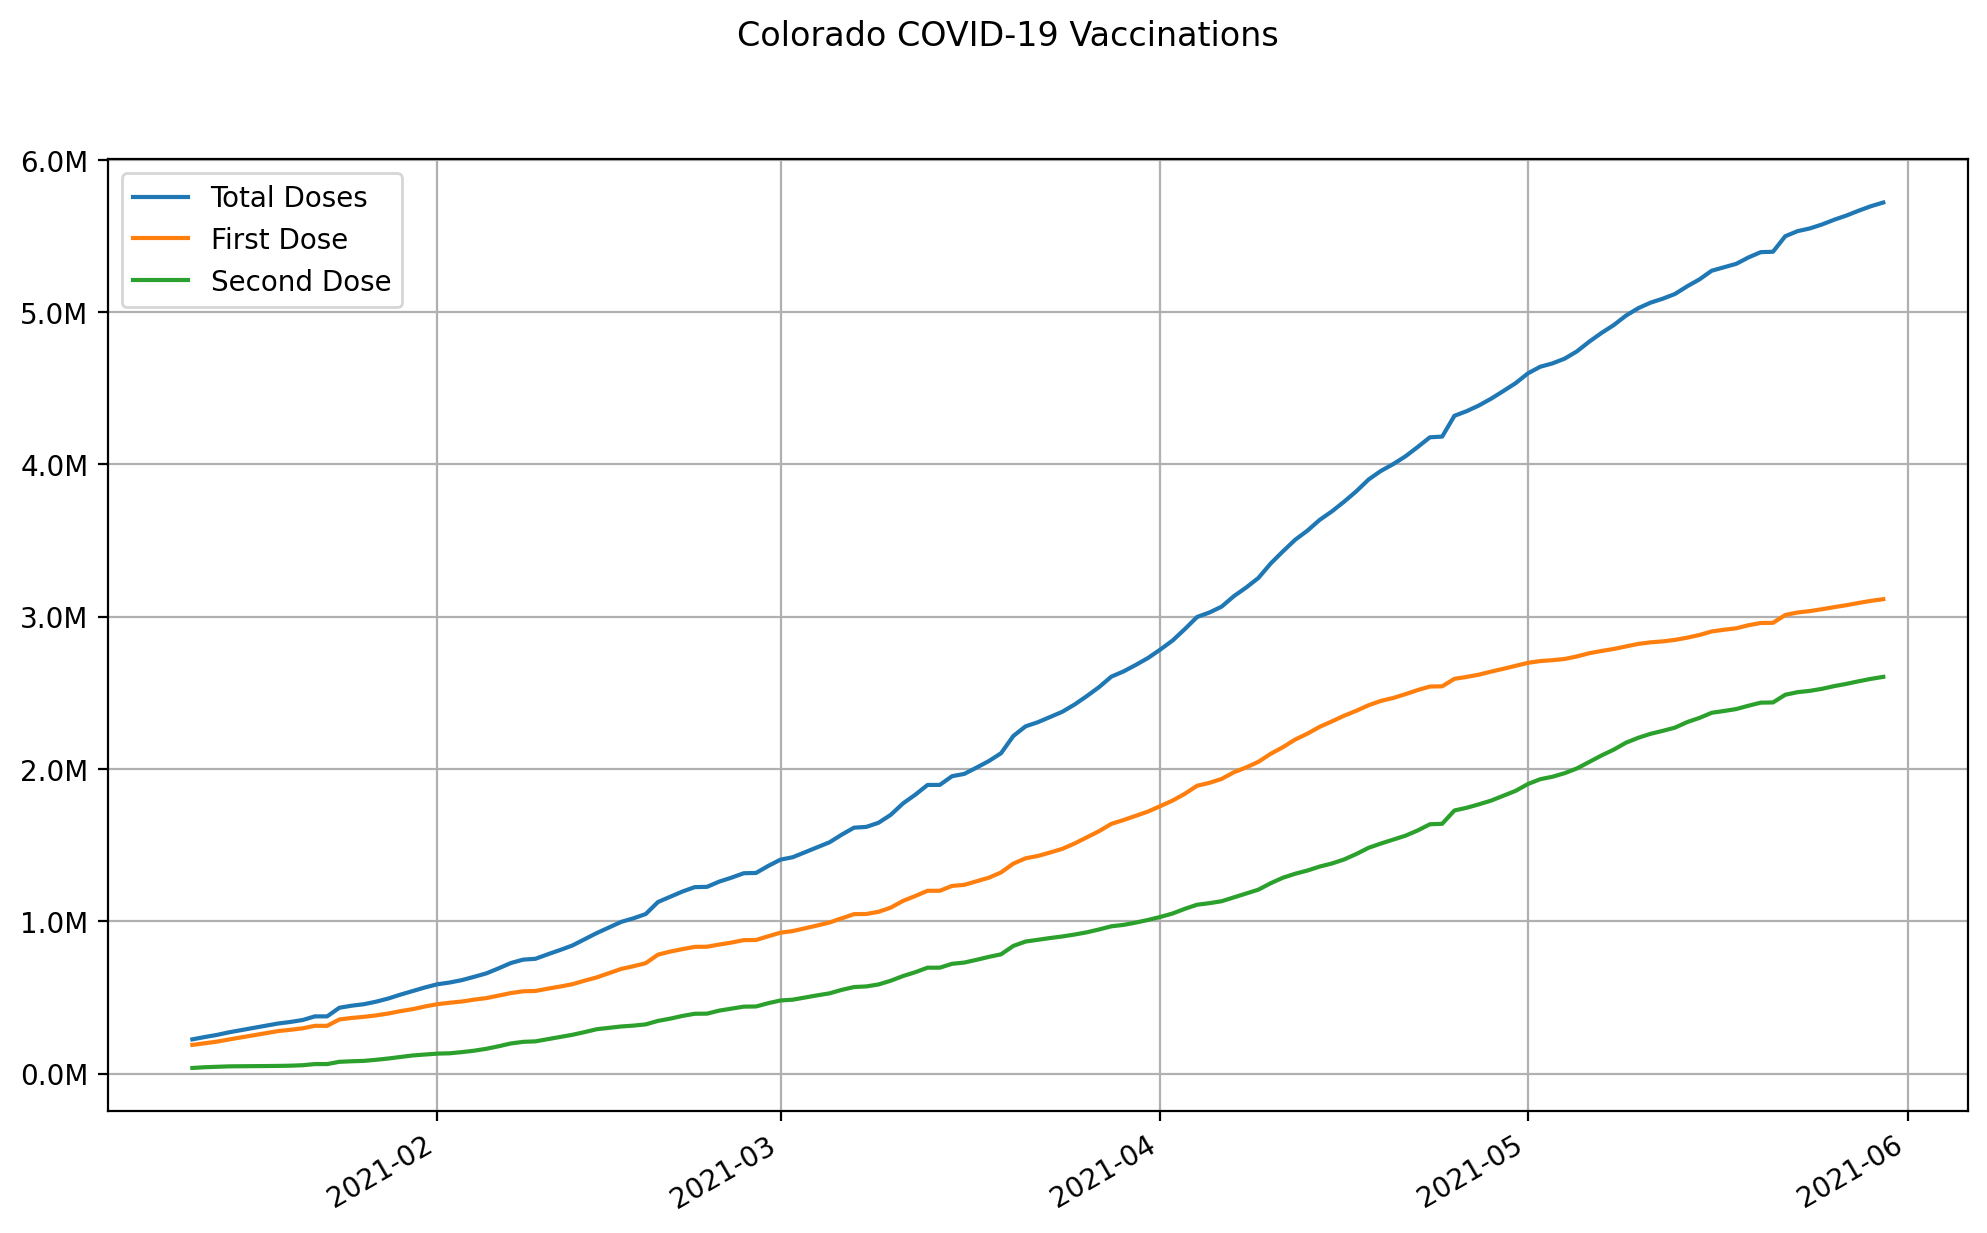 Colorado COVID-19 Vaccinations
6.0M
Total Doses
First Dose
Second Dose
5.0M
4.0M
3.0M
2.0M
1.0M
0.0M
2021-02
2021-03
2021-04
2021-05
2021-06